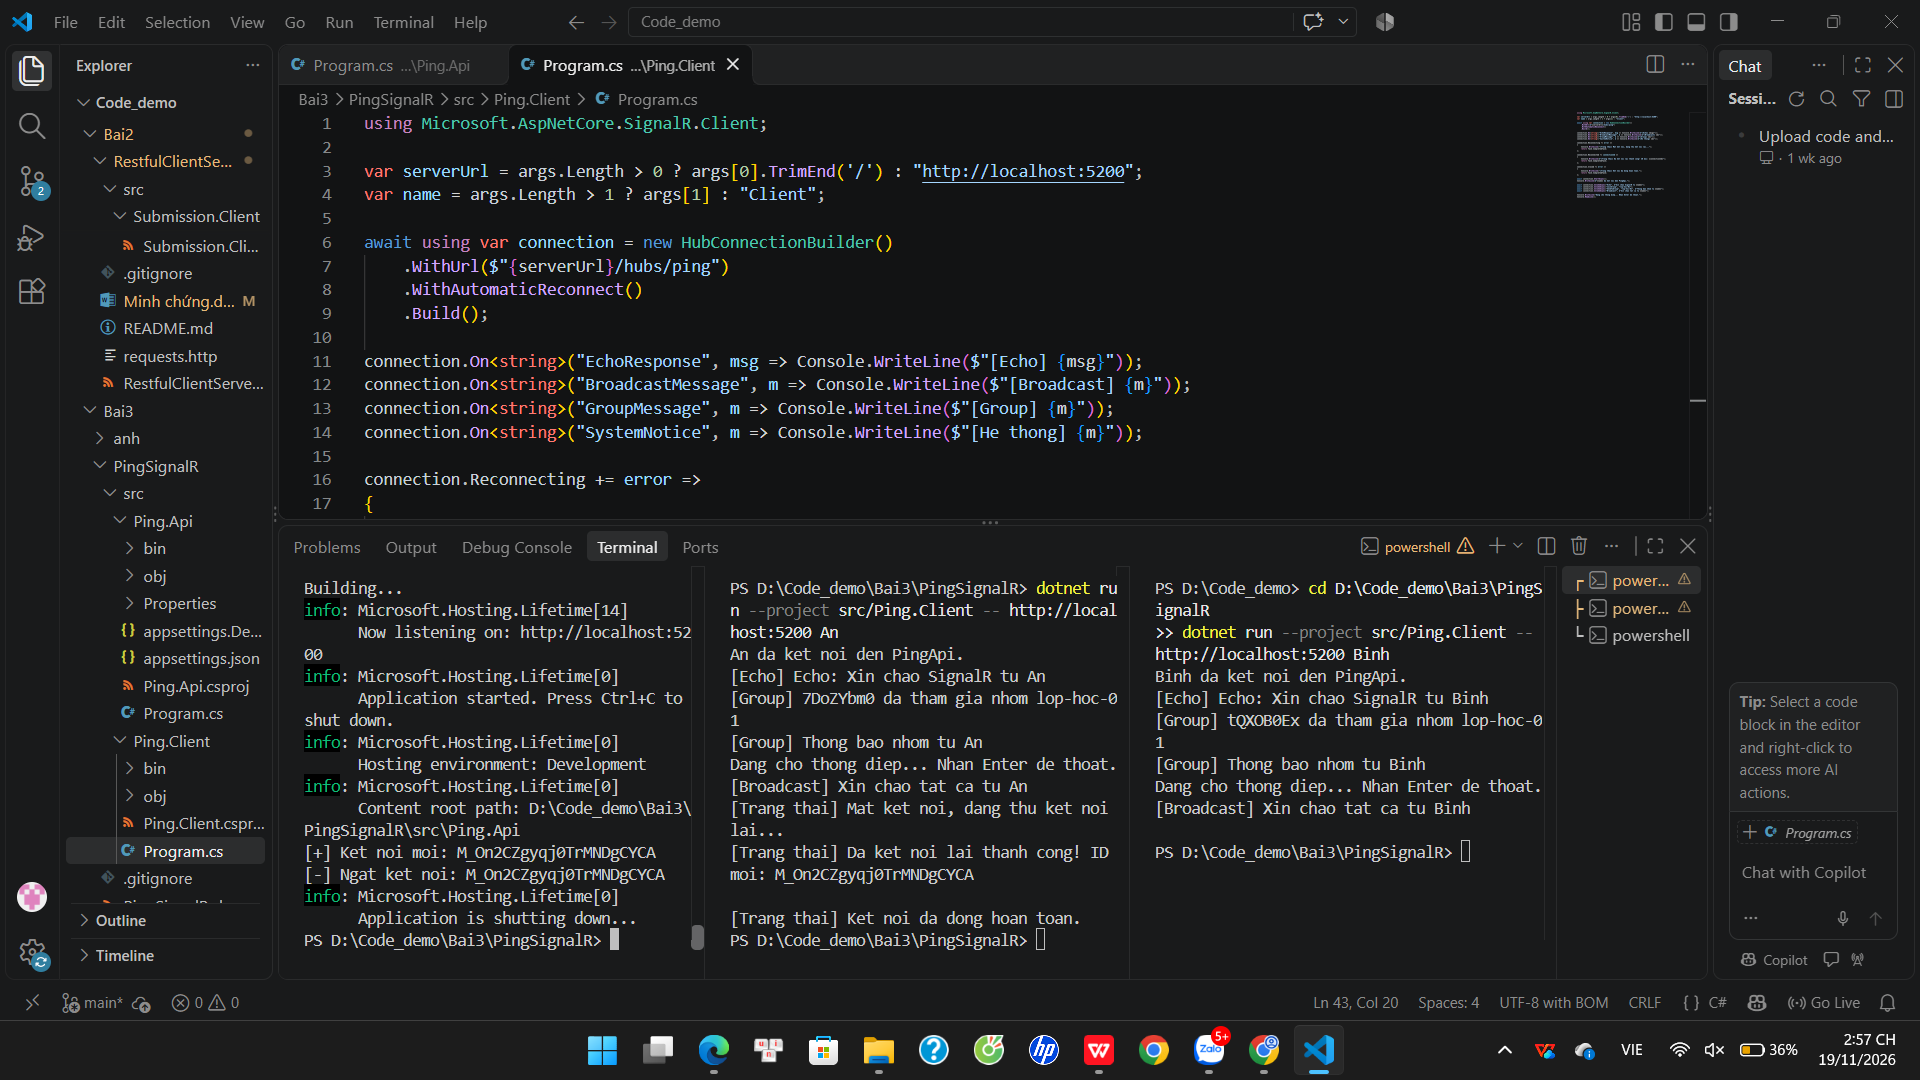 File Edit Selection View Go Run Terminal Help
Code_demo
Explorer
Code_demo
Bai2
RestfulClientSe...
src
Submission.Client
Submission.Cli...
.gitignore
Minh chứng.d... M
README.md
requests.http
RestfulClientServe...
Bai3
anh
PingSignalR
src
Ping.Api
bin
obj
Properties
appsettings.De...
appsettings.json
Ping.Api.csproj
Program.cs
Ping.Client
bin
obj
Ping.Client.cspr...
Program.cs
.gitignore
Outline
Timeline
2
Program.cs ...\Ping.Api
Program.cs ...\Ping.Client
Bai3 > PingSignalR > src > Ping.Client > Program.cs
1 using Microsoft.AspNetCore.SignalR.Client;
2
3 var serverUrl = args.Length > 0 ? args[0].TrimEnd('/') : "http://localhost:5200";
4 var name = args.Length > 1 ? args[1] : "Client";
5
6 await using var connection = new HubConnectionBuilder()
7 .WithUrl($"{serverUrl}/hubs/ping")
8 .WithAutomaticReconnect()
9 .Build();
10
11 connection.On<string>("EchoResponse", msg => Console.WriteLine($"[Echo] {msg}"));
12 connection.On<string>("BroadcastMessage", m => Console.WriteLine($"[Broadcast] {m}"));
13 connection.On<string>("GroupMessage", m => Console.WriteLine($"[Group] {m}"));
14 connection.On<string>("SystemNotice", m => Console.WriteLine($"[He thong] {m}"));
15
16 connection.Reconnecting += error =>
17 {
Problems Output Debug Console Terminal Ports
powershell
Building...
info: Microsoft.Hosting.Lifetime[14]
Now listening on: http://localhost:52
00
info: Microsoft.Hosting.Lifetime[0]
Application started. Press Ctrl+C to
shut down.
info: Microsoft.Hosting.Lifetime[0]
Hosting environment: Development
info: Microsoft.Hosting.Lifetime[0]
Content root path: D:\Code_demo\Bai3\
PingSignalR\src\Ping.Api
[+] Ket noi moi: M_On2CZgyqj0TrMNDgCYCA
[-] Ngat ket noi: M_On2CZgyqj0TrMNDgCYCA
info: Microsoft.Hosting.Lifetime[0]
Application is shutting down...
PS D:\Code_demo\Bai3\PingSignalR>
PS D:\Code_demo\Bai3\PingSignalR> dotnet ru
n --project src/Ping.Client -- http://local
host:5200 An
An da ket noi den PingApi.
[Echo] Echo: Xin chao SignalR tu An
[Group] 7DoZYbm0 da tham gia nhom lop-hoc-0
1
[Group] Thong bao nhom tu An
Dang cho thong diep... Nhan Enter de thoat.
[Broadcast] Xin chao tat ca tu An
[Trang thai] Mat ket noi, dang thu ket noi
lai...
[Trang thai] Da ket noi lai thanh cong! ID
moi: M_On2CZgyqj0TrMNDgCYCA
[Trang thai] Ket noi da dong hoan toan.
PS D:\Code_demo\Bai3\PingSignalR>
PS D:\Code_demo> cd D:\Code_demo\Bai3\PingS
ignalR
>> dotnet run --project src/Ping.Client --
http://localhost:5200 Binh
Binh da ket noi den PingApi.
[Echo] Echo: Xin chao SignalR tu Binh
[Group] tQXOB0Ex da tham gia nhom lop-hoc-0
1
[Group] Thong bao nhom tu Binh
Dang cho thong diep... Nhan Enter de thoat.
[Broadcast] Xin chao tat ca tu Binh
PS D:\Code_demo\Bai3\PingSignalR>
power...
power...
powershell
Chat
Sessi...
Upload code and...
· 1 wk ago
Tip: Select a code
block in the editor
and right-click to
access more AI
actions.
Program.cs
Chat with Copilot
Copilot
main* 0 0
Ln 43, Col 20 Spaces: 4 UTF-8 with BOM CRLF {} C# Go Live
hp
Zalo
5+
VIE
36%
2:57 CH
19/11/2026